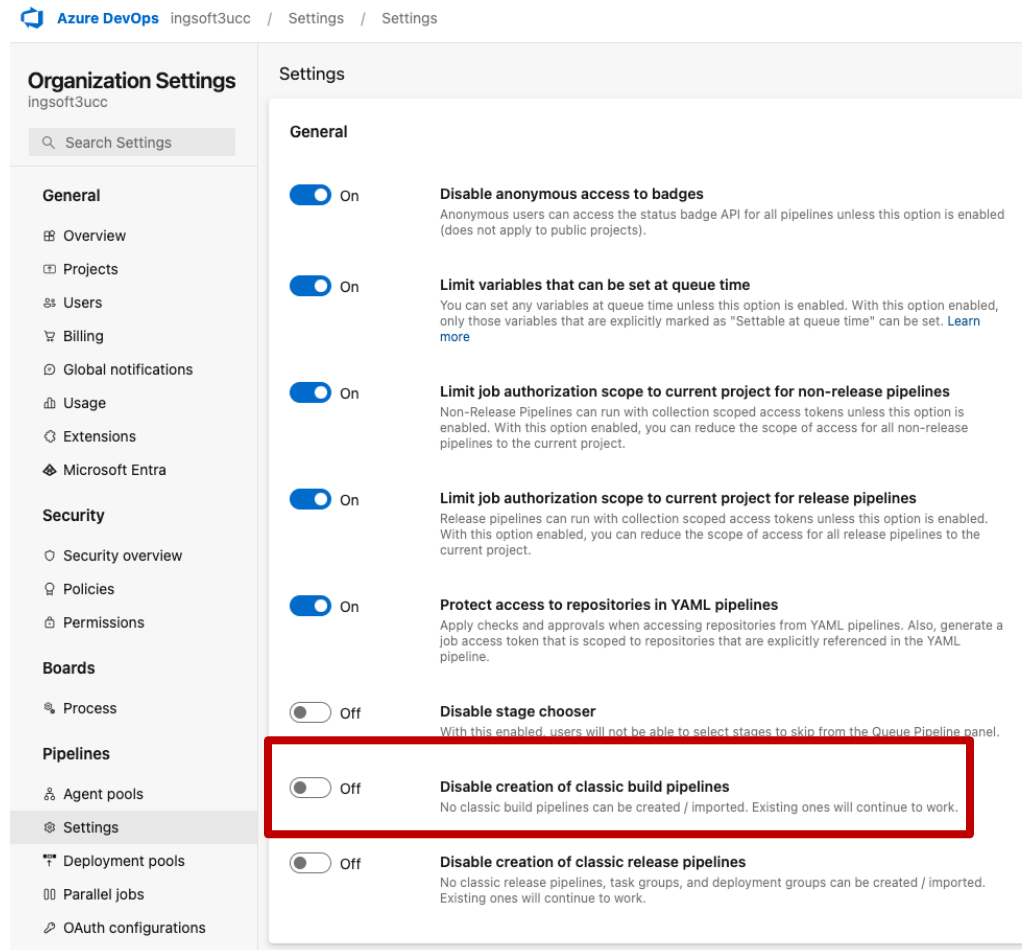 Azure DevOps ingsoft3ucc / Settings / Settings
Organization Settings
ingsoft3ucc
Search Settings
General
Overview
Projects
Users
Billing
Global notifications
Usage
Extensions
Microsoft Entra
Security
Security overview
Policies
Permissions
Boards
Process
Pipelines
Agent pools
Settings
Deployment pools
Parallel jobs
OAuth configurations
Settings
General
On
Disable anonymous access to badges
Anonymous users can access the status badge API for all pipelines unless this option is enabled
(does not apply to public projects).
On
Limit variables that can be set at queue time
You can set any variables at queue time unless this option is enabled. With this option enabled,
only those variables that are explicitly marked as "Settable at queue time" can be set. Learn
more
On
Limit job authorization scope to current project for non-release pipelines
Non-Release Pipelines can run with collection scoped access tokens unless this option is
enabled. With this option enabled, you can reduce the scope of access for all non-release
pipelines to the current project.
On
Limit job authorization scope to current project for release pipelines
Release pipelines can run with collection scoped access tokens unless this option is enabled.
With this option enabled, you can reduce the scope of access for all release pipelines to the
current project.
On
Protect access to repositories in YAML pipelines
Apply checks and approvals when accessing repositories from YAML pipelines. Also, generate a
job access token that is scoped to repositories that are explicitly referenced in the YAML
pipeline.
Off
Disable stage chooser
With this enabled, users will not be able to select stages to skip from the Queue Pipeline panel.
Off
Disable creation of classic build pipelines
No classic build pipelines can be created / imported. Existing ones will continue to work.
Off
Disable creation of classic release pipelines
No classic release pipelines, task groups, and deployment groups can be created / imported.
Existing ones will continue to work.